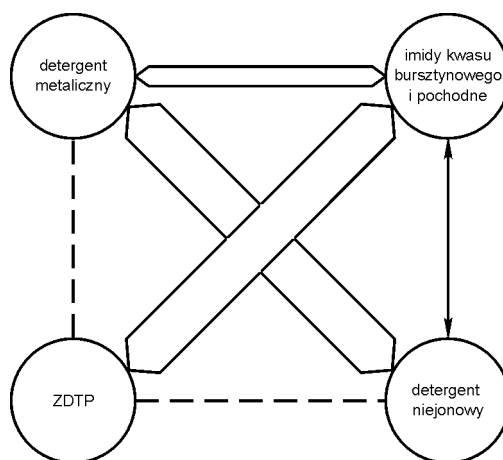 detergent
metaliczny
imidy kwasu
bursztynowego
i pochodne
ZDTP
detergent
niejonowy